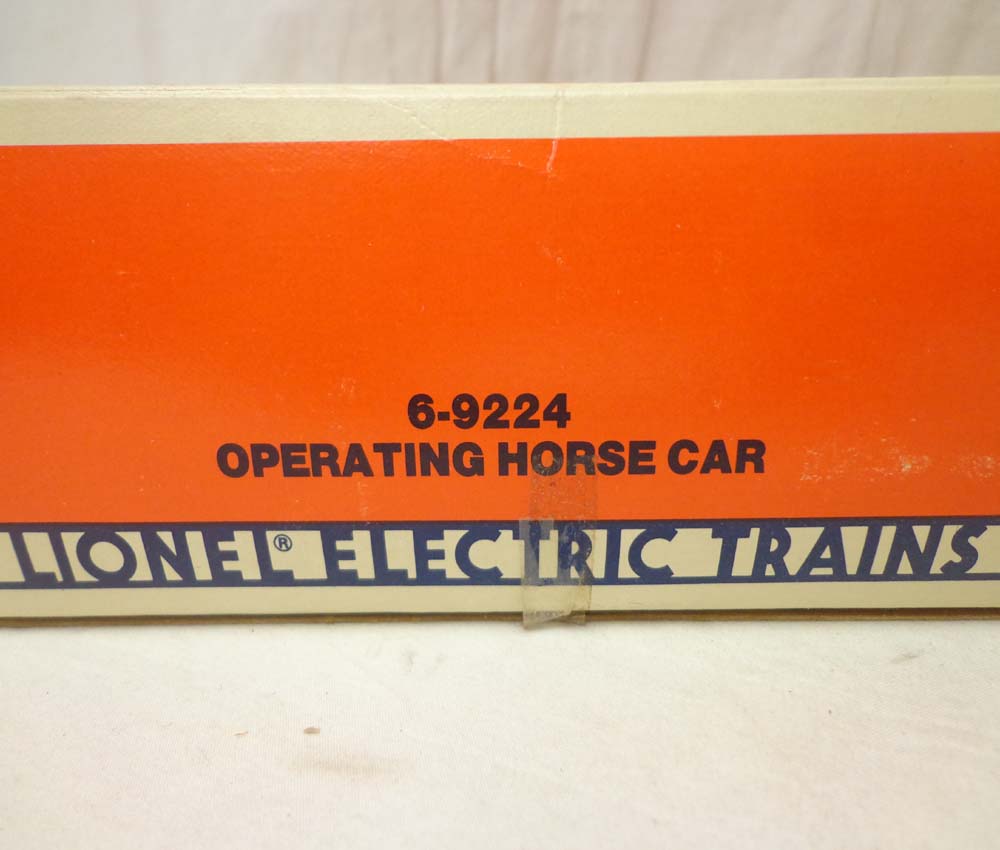 6-9224
OPERATING HORSE CAR
LIONEL® ELECTRIC TRAINS